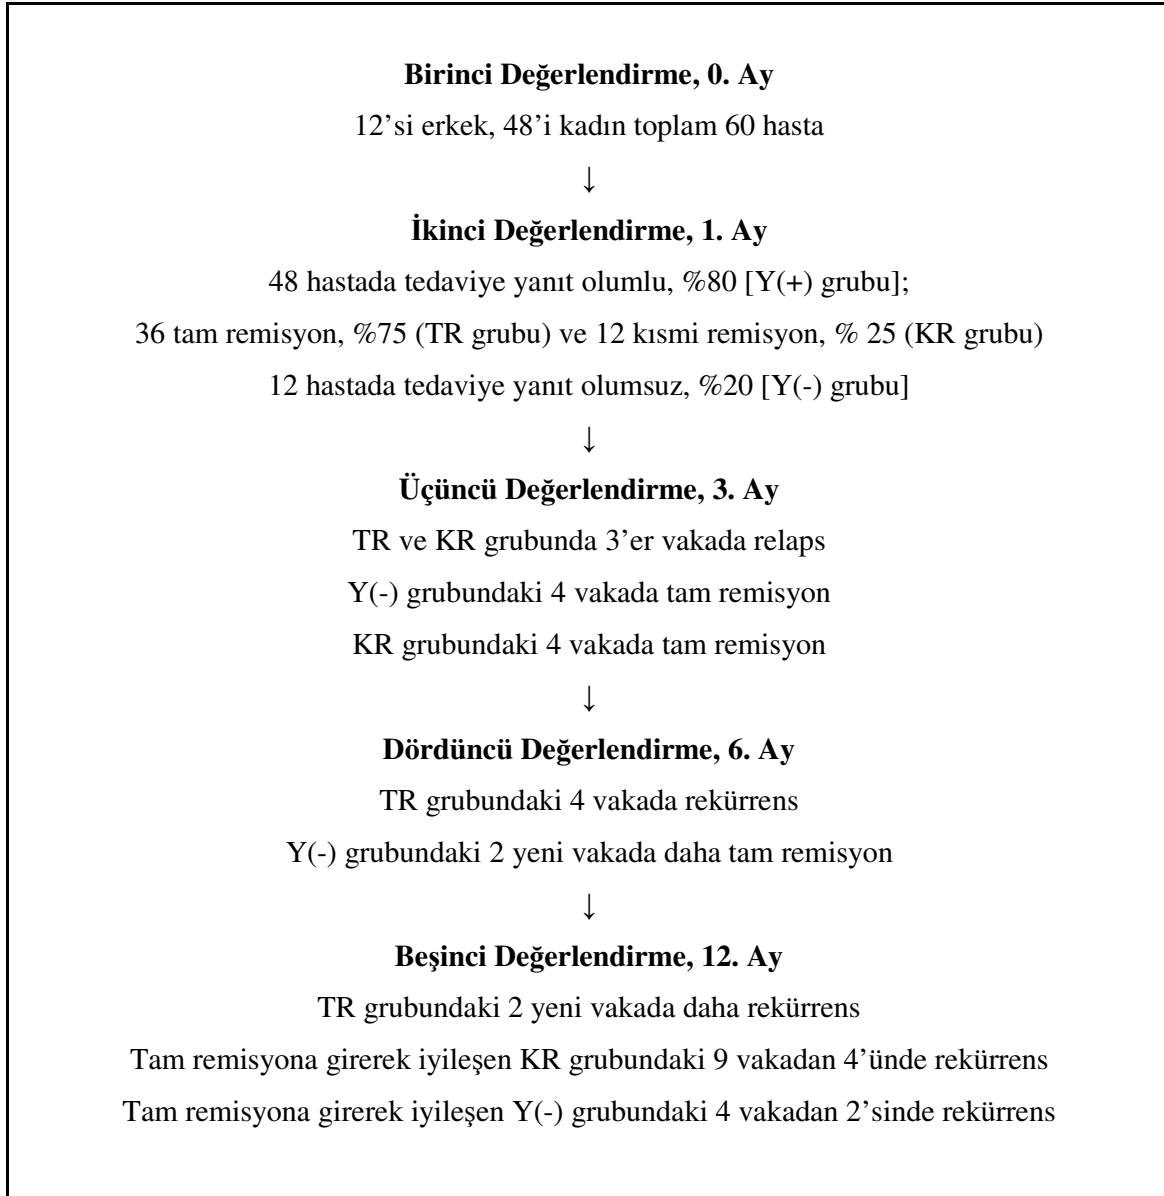 Birinci Değerlendirme, 0. Ay
12’si erkek, 48’i kadın toplam 60 hasta
↓
İkinci Değerlendirme, 1. Ay
48 hastada tedaviye yanıt olumlu, %80 [Y(+) grubu];
36 tam remisyon, %75 (TR grubu) ve 12 kısmi remisyon, % 25 (KR grubu)
12 hastada tedaviye yanıt olumsuz, %20 [Y(-) grubu]
↓
Üçüncü Değerlendirme, 3. Ay
TR ve KR grubunda 3’er vakada relaps
Y(-) grubundaki 4 vakada tam remisyon
KR grubundaki 4 vakada tam remisyon
↓
Dördüncü Değerlendirme, 6. Ay
TR grubundaki 4 vakada rekürrens
Y(-) grubundaki 2 yeni vakada daha tam remisyon
↓
Beşinci Değerlendirme, 12. Ay
TR grubundaki 2 yeni vakada daha rekürrens
Tam remisyona girerek iyileşen KR grubundaki 9 vakadan 4’ünde rekürrens
Tam remisyona girerek iyileşen Y(-) grubundaki 4 vakadan 2’sinde rekürrens